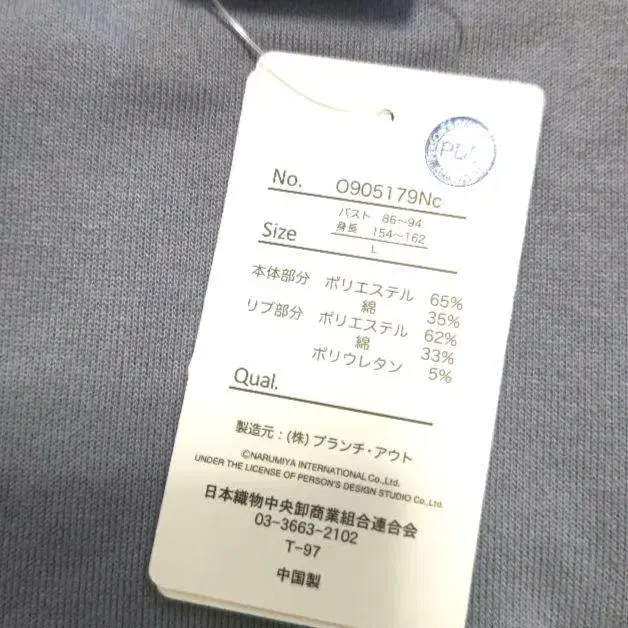 PDS
No. O905179Nc
バスト 86～94
身長 154～162
Size
L
本体部分 ポリエステル 65%
綿 35%
リブ部分 ポリエステル 62%
綿 33%
ポリウレタン 5%
Qual.
製造元：(株)ブランチ・アウト
©NARUMIYA INTERNATIONAL Co.,Ltd.
UNDER THE LICENSE OF PERSON'S DESIGN STUDIO Co.,Ltd.
日本織物中央卸商業組合連合会
03-3663-2102
T-97
中国製